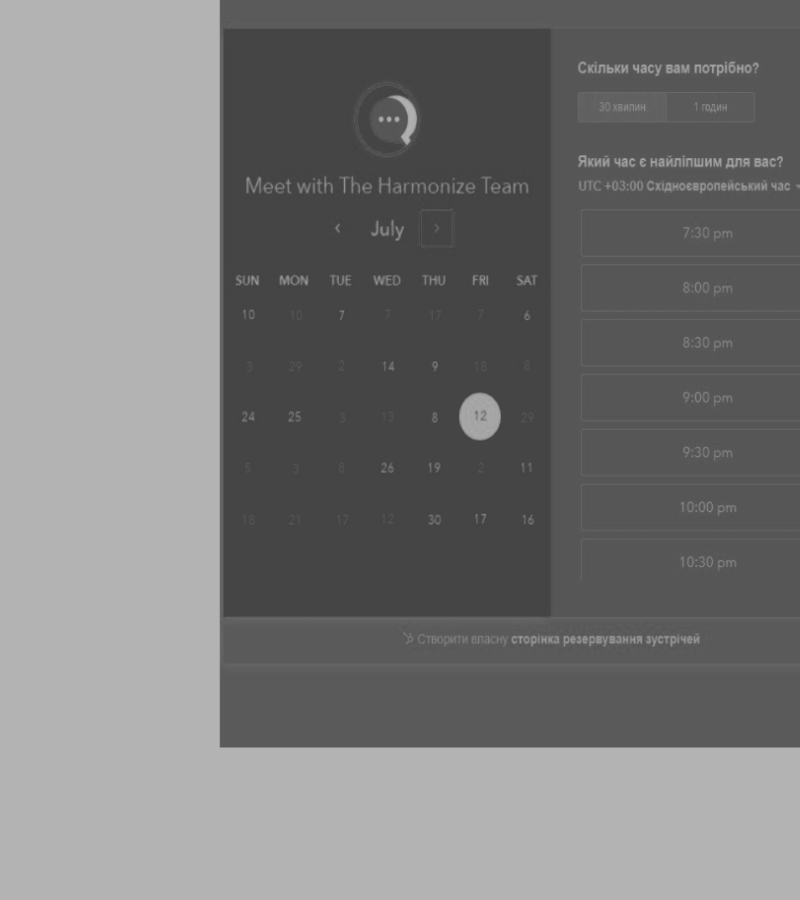 Meet with The Harmonize Team
July
SUN MON TUE WED THU FRI SAT
10 10 7 7 17 7 6
3 29 2 14 9 18 8
24 25 3 13 8 12 29
5 3 8 26 19 2 11
18 21 17 12 30 17 16
Скільки часу вам потрібно?
30 хвилин 1 годин
Який час є найліпшим для вас?
UTC +03:00 Східноєвропейський час
7:30 pm
8:00 pm
8:30 pm
9:00 pm
9:30 pm
10:00 pm
10:30 pm
Створити власну сторінка резервування зустрічей